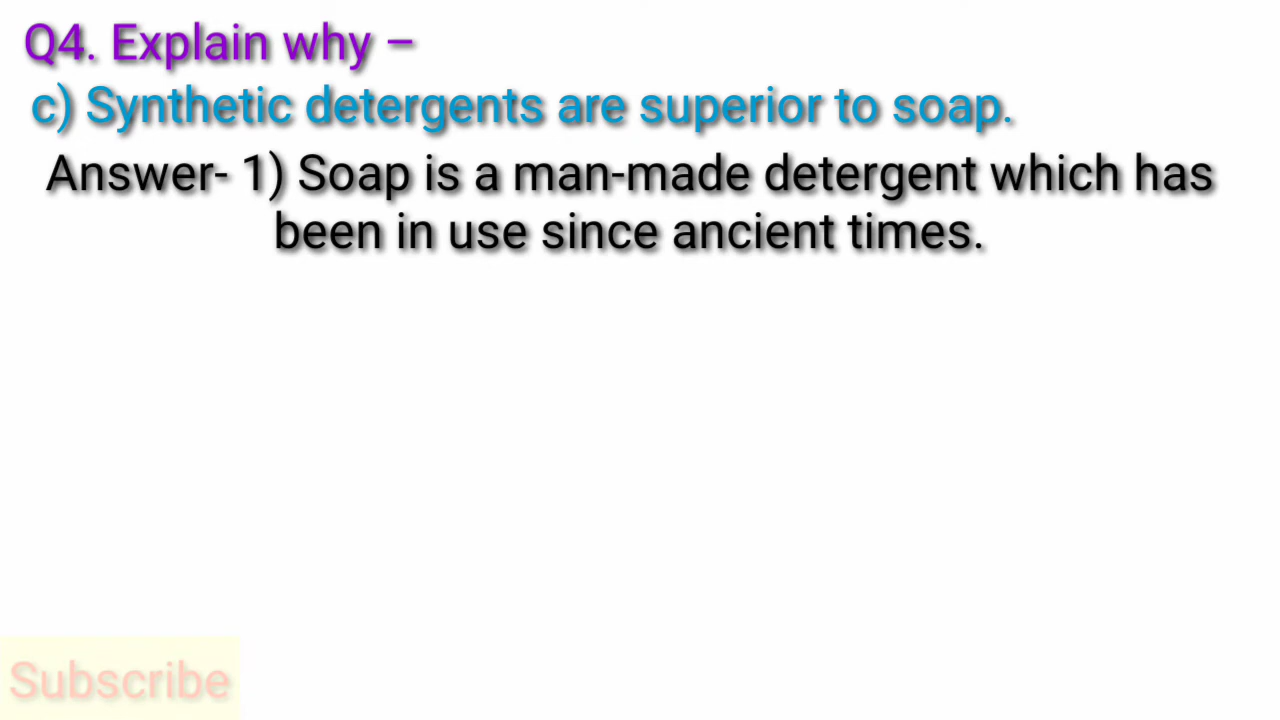 Q4. Explain why –
c) Synthetic detergents are superior to soap.
Answer- 1) Soap is a man-made detergent which has
been in use since ancient times.
Subscribe